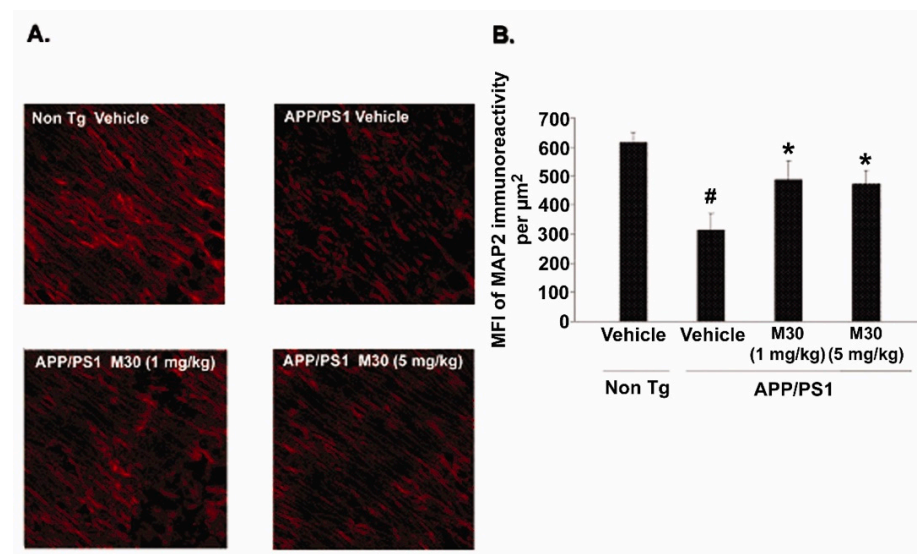 A.
Non Tg Vehicle
APP/PS1 Vehicle
APP/PS1 M30 (1 mg/kg)
APP/PS1 M30 (5 mg/kg)
B.
MFI of MAP2 immunoreactivity
per µm2
700
600
500
400
300
200
100
0
#
*
*
Vehicle Vehicle M30 M30
(1 mg/kg) (5 mg/kg)
Non Tg APP/PS1